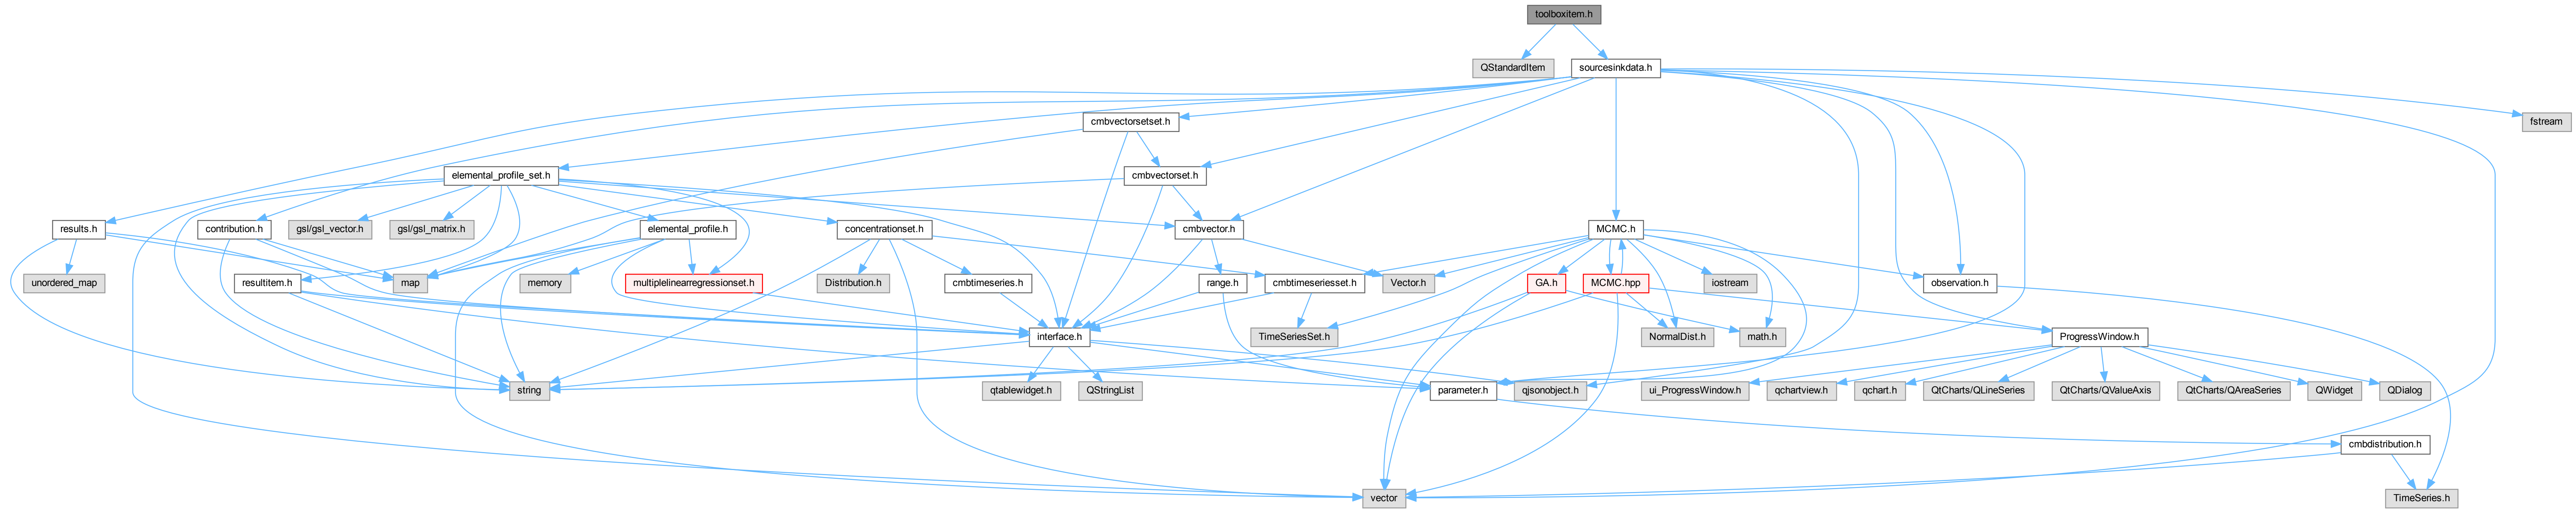 toolboxitem.h
QStandardItem
sourcesinkdata.h
cmbvectorsetset.h
fstream
elemental_profile_set.h
cmbvectorset.h
results.h
contribution.h
gsl/gsl_vector.h
gsl/gsl_matrix.h
elemental_profile.h
concentrationset.h
cmbvector.h
MCMC.h
unordered_map
resultitem.h
map
memory
multiplelinearregressionset.h
Distribution.h
cmbtimeseries.h
range.h
cmbtimeseriesset.h
Vector.h
GA.h
MCMC.hpp
iostream
observation.h
interface.h
TimeSeriesSet.h
NormalDist.h
math.h
ProgressWindow.h
string
qtablewidget.h
QStringList
parameter.h
qjsonobject.h
ui_ProgressWindow.h
qchartview.h
qchart.h
QtCharts/QLineSeries
QtCharts/QValueAxis
QtCharts/QAreaSeries
QWidget
QDialog
cmbdistribution.h
vector
TimeSeries.h